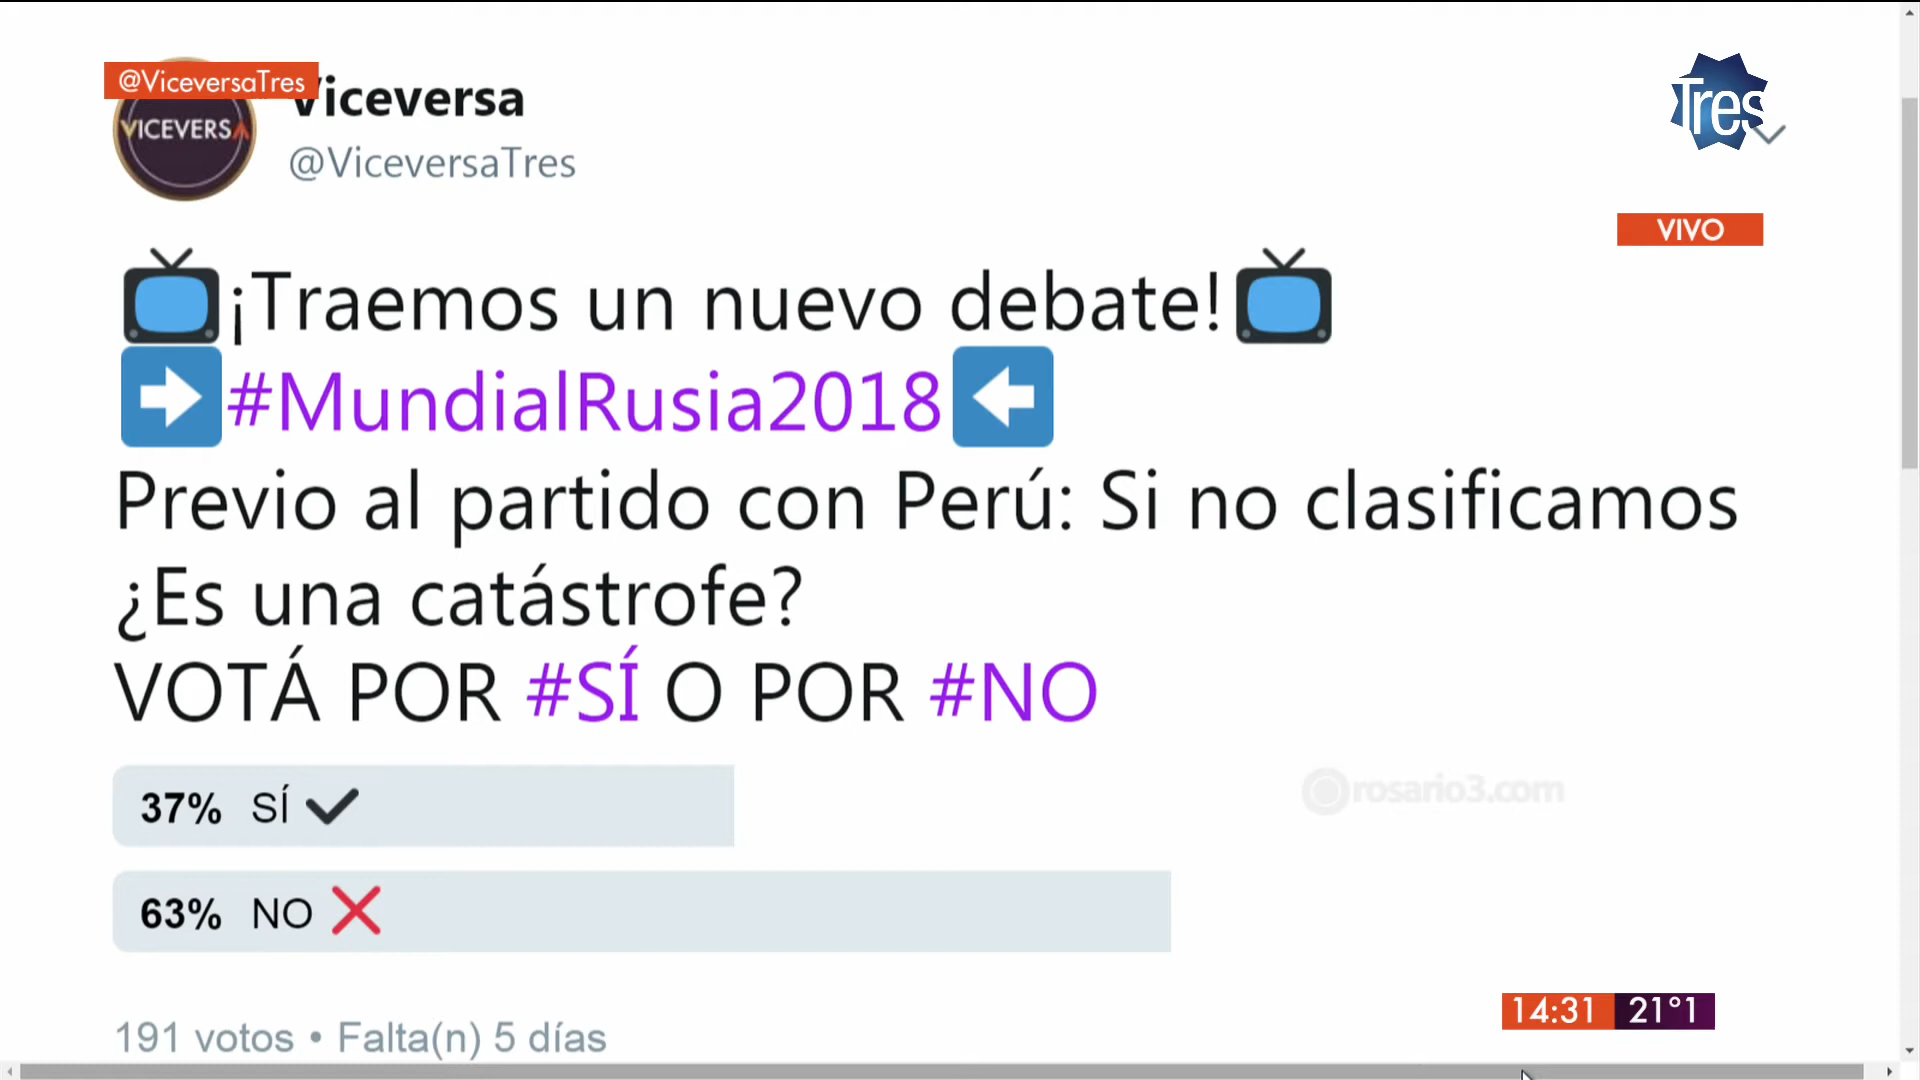 @ViceversaTres
Viceversa
VICEVERSA
@ViceversaTres
Tres
VIVO
¡Traemos un nuevo debate!
#MundialRusia2018
Previo al partido con Perú: Si no clasificamos
¿Es una catástrofe?
VOTÁ POR #SÍ O POR #NO
37% SÍ
rosario3.com
63% NO
191 votos • Falta(n) 5 días
14:31 21°1